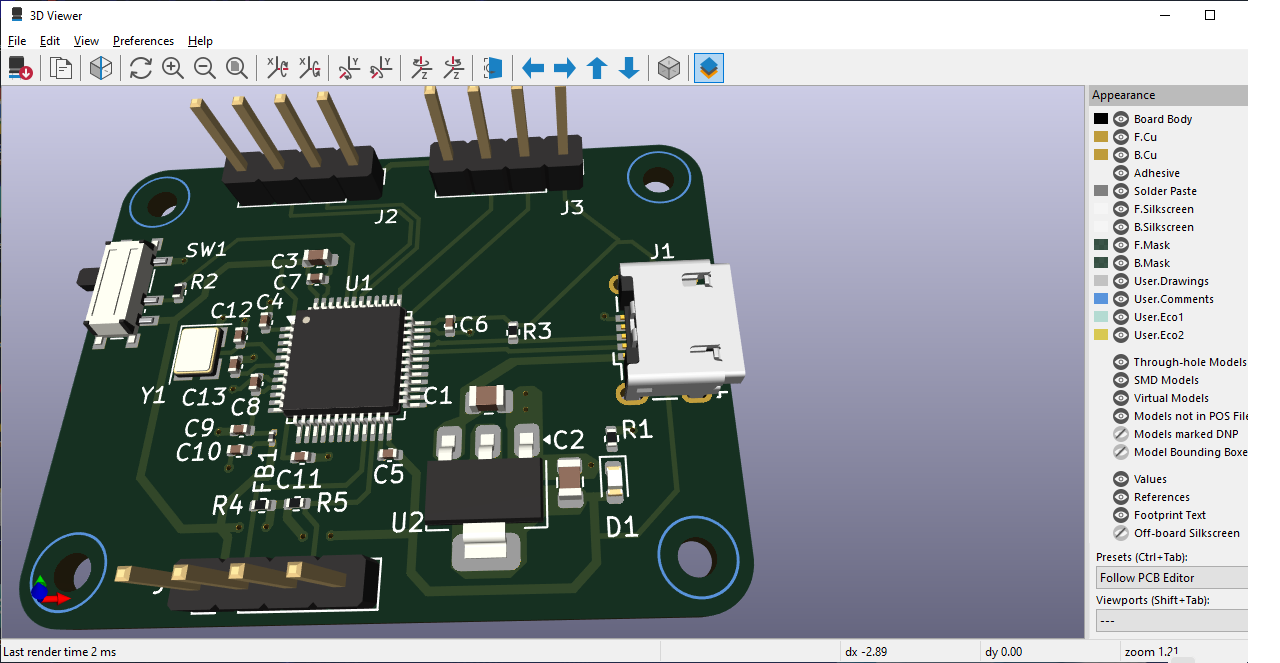 3D Viewer
File Edit View Preferences Help
Y Y
Z Z
Appearance
Board Body
F.Cu
B.Cu
Adhesive
Solder Paste
F.Silkscreen
B.Silkscreen
F.Mask
B.Mask
User.Drawings
User.Comments
User.Eco1
User.Eco2
Through-hole Models
SMD Models
Virtual Models
Models not in POS File
Models marked DNP
Model Bounding Boxe
Values
References
Footprint Text
Off-board Silkscreen
Presets (Ctrl+Tab):
Follow PCB Editor
Viewports (Shift+Tab):
---
J2
J3
SW1
J1
C3
R2
C7
U1
C12
C4
C6
R3
Y1
C13
C8
C1
C9
R1
C10
C2
FB1
C11
C5
R4
R5
U2
D1
Last render time 2 ms
dx -2.89
dy 0.00
zoom 1.21